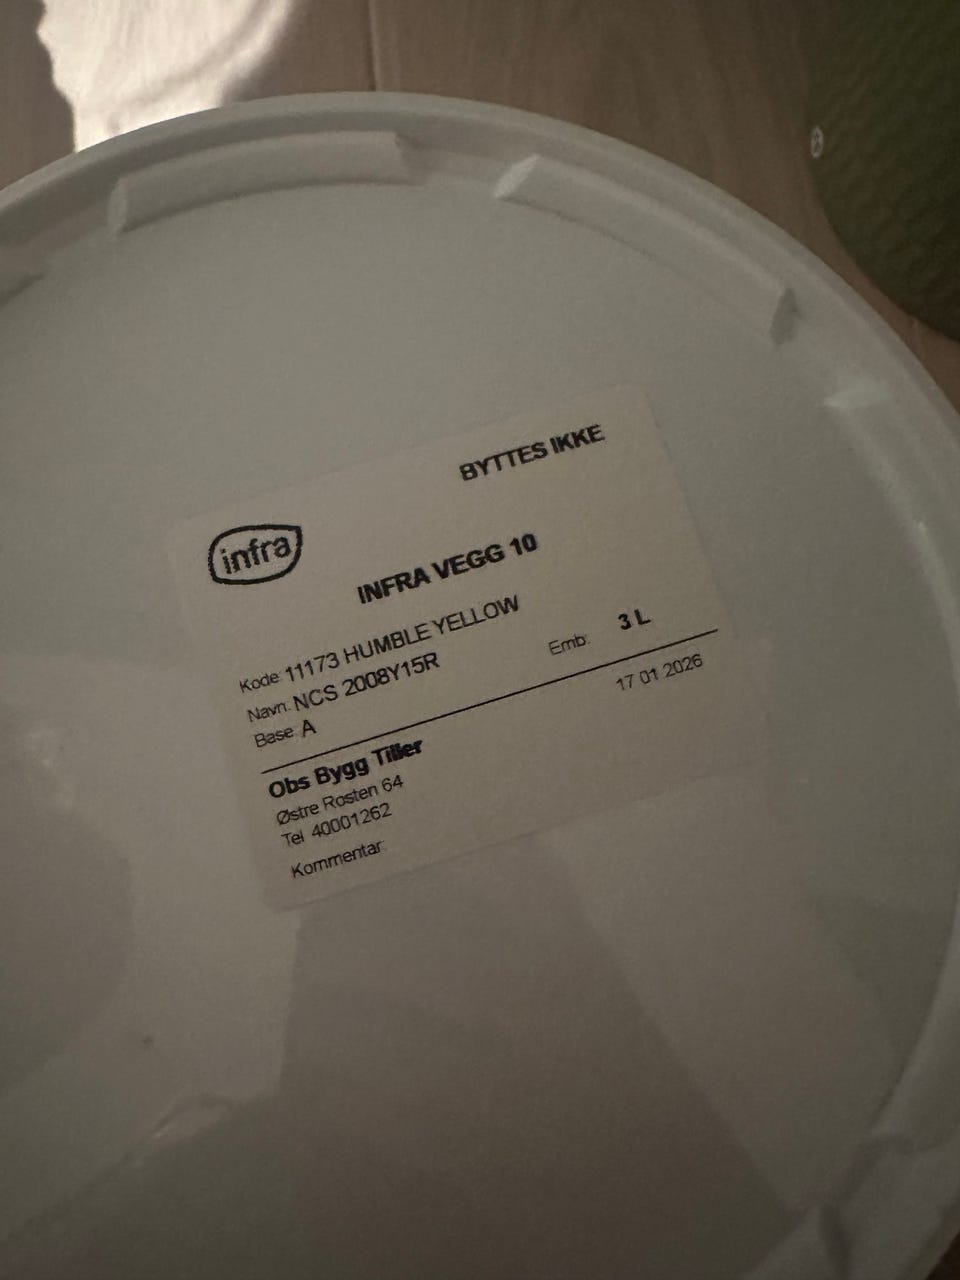 BYTTES IKKE
infra
INFRA VEGG 10
Kode: 11173 HUMBLE YELLOW
Navn: NCS 2008Y15R
Emb: 3 L
Base: A
17 01 2026
Obs Bygg Tiller
Østre Rosten 64
Tel 40001262
Kommentar: